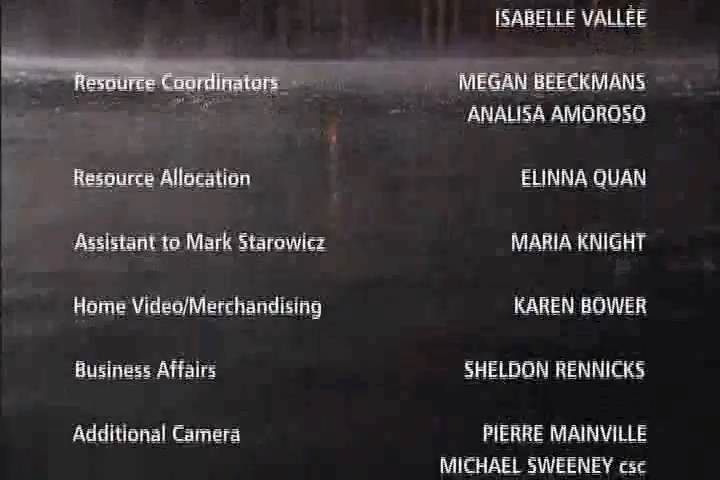 ISABELLE VALLÉE
Resource Coordinators MEGAN BEECKMANS
ANALISA AMOROSO
Resource Allocation ELINNA QUAN
Assistant to Mark Starowicz MARIA KNIGHT
Home Video/Merchandising KAREN BOWER
Business Affairs SHELDON RENNICKS
Additional Camera PIERRE MAINVILLE
MICHAEL SWEENEY csc